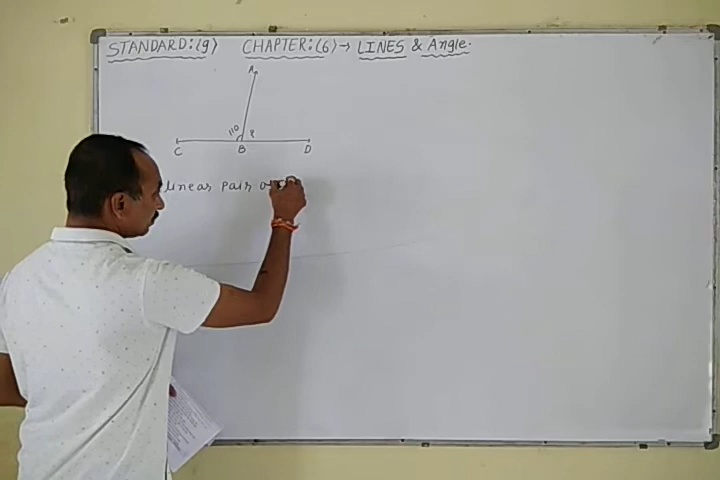 STANDARD:(9) CHAPTER:(6) → LINES & Angle.
A
110 ?
C B D
linear pair